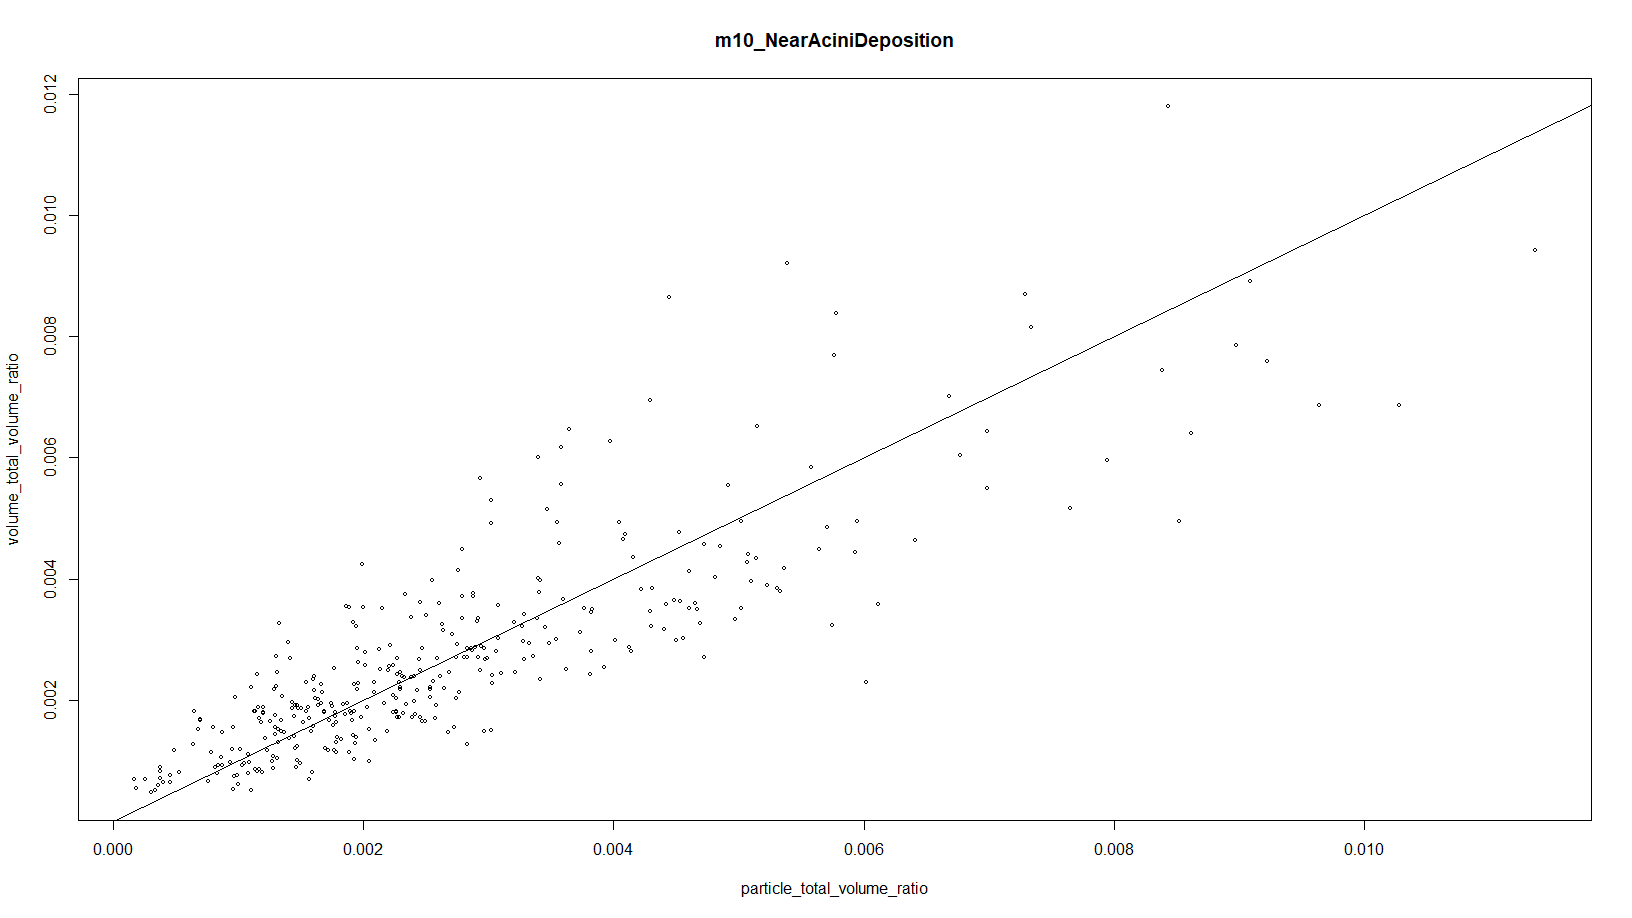 m10_NearAciniDeposition
volume_total_volume_ratio
0.012
0.010
0.008
0.006
0.004
0.002
0.000 0.002 0.004 0.006 0.008 0.010
particle_total_volume_ratio